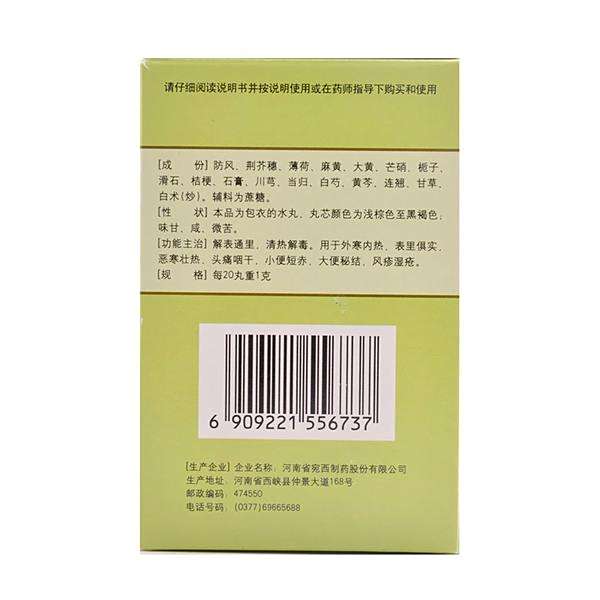 请仔细阅读说明书并按说明使用或在药师指导下购买和使用
[成 份] 防风、荆芥穗、薄荷、麻黄、大黄、芒硝、栀子、
滑石、桔梗、石膏、川芎、当归、白芍、黄芩、连翘、甘草、
白术(炒)。辅料为蔗糖。
[性 状] 本品为包衣的水丸，丸芯颜色为浅棕色至黑褐色；
味甘、咸、微苦。
[功能主治] 解表通里，清热解毒。用于外寒内热，表里俱实，
恶寒壮热，头痛咽干，小便短赤，大便秘结，风疹湿疮。
[规 格] 每20丸重1克
6 909221 556737
[生产企业] 企业名称：河南省宛西制药股份有限公司
生产地址：河南省西峡县仲景大道168号
邮政编码：474550
电话号码：(0377)69665688